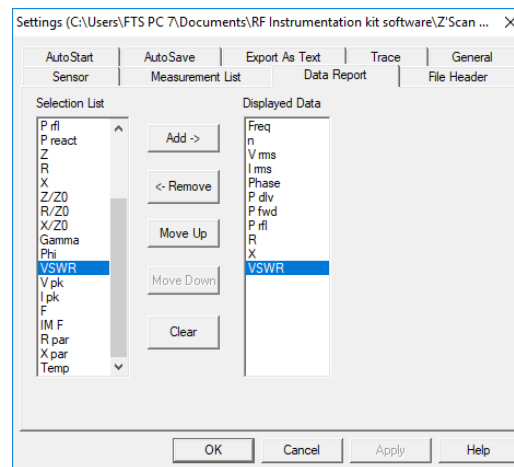 Settings (C:\Users\FTS PC 7\Documents\RF Instrumentation kit software\Z'Scan ...
AutoStart AutoSave Export As Text Trace General
Sensor Measurement List Data Report File Header
Selection List
P rfl
P react
Z
R
X
Z/Z0
R/Z0
X/Z0
Gamma
Phi
VSWR
V pk
I pk
F
IM F
R par
X par
Temp
Add ->
<- Remove
Move Up
Move Down
Clear
Displayed Data
Freq
n
V rms
I rms
Phase
P dlv
P fwd
P rfl
R
X
VSWR
OK Cancel Apply Help